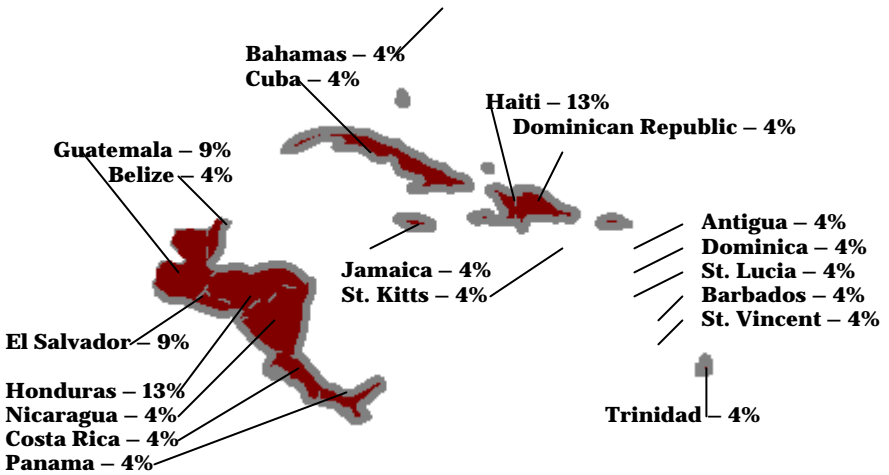 Bahamas – 4%
Cuba – 4%
Haiti – 13%
Dominican Republic – 4%
Guatemala – 9%
Belize – 4%
Antigua – 4%
Dominica – 4%
St. Lucia – 4%
Barbados – 4%
St. Vincent – 4%
Jamaica – 4%
St. Kitts – 4%
El Salvador – 9%
Honduras – 13%
Nicaragua – 4%
Costa Rica – 4%
Panama – 4%
Trinidad – 4%